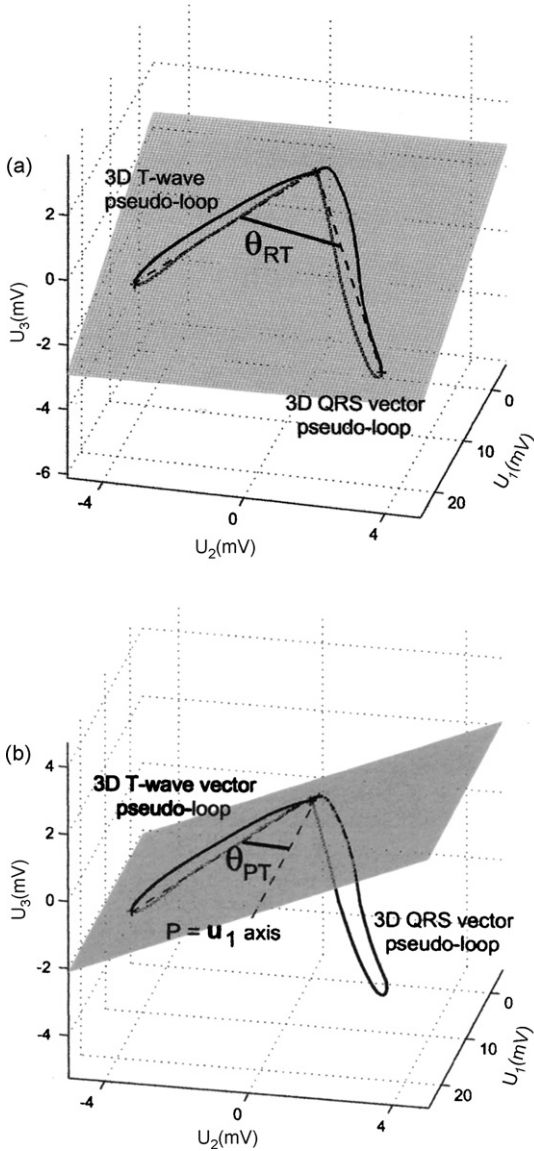 (a)
3D T-wave
pseudo-loop
θRT
3D QRS vector
pseudo-loop
2
0
-2
-4
-6
U3(mV)
-4
0
4
U2(mV)
0
10
20
U1(mV)
(b)
3D T-wave vector
pseudo-loop
θPT
P = u1 axis
3D QRS vector
pseudo-loop
4
2
0
-2
-4
U3(mV)
-4
0
4
U2(mV)
0
10
20
U1(mV)